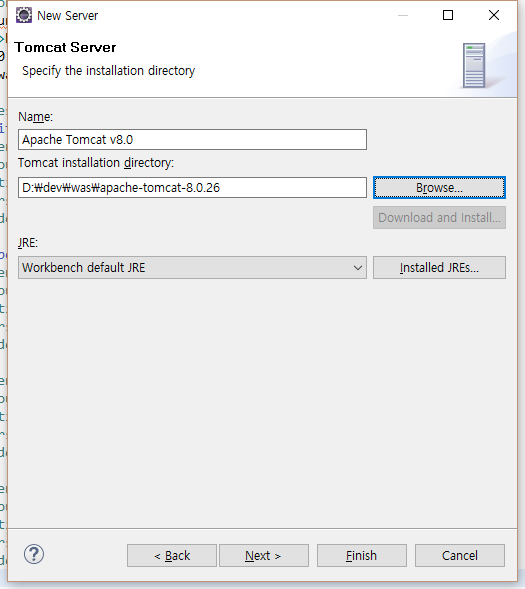 New Server
Tomcat Server
Specify the installation directory
Name:
Apache Tomcat v8.0
Tomcat installation directory:
D:₩dev₩was₩apache-tomcat-8.0.26
Browse...
Download and Install...
JRE:
Workbench default JRE
Installed JREs...
?
< Back
Next >
Finish
Cancel